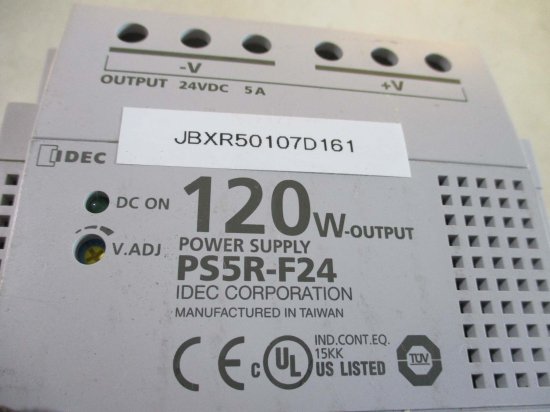 -V +V
OUTPUT 24VDC 5A
JBXR50107D161
IDEC
DC ON
120W-OUTPUT
V.ADJ
POWER SUPPLY
PS5R-F24
IDEC CORPORATION
MANUFACTURED IN TAIWAN
CE c UL IND.CONT.EQ.
15KK
US LISTED
TÜV